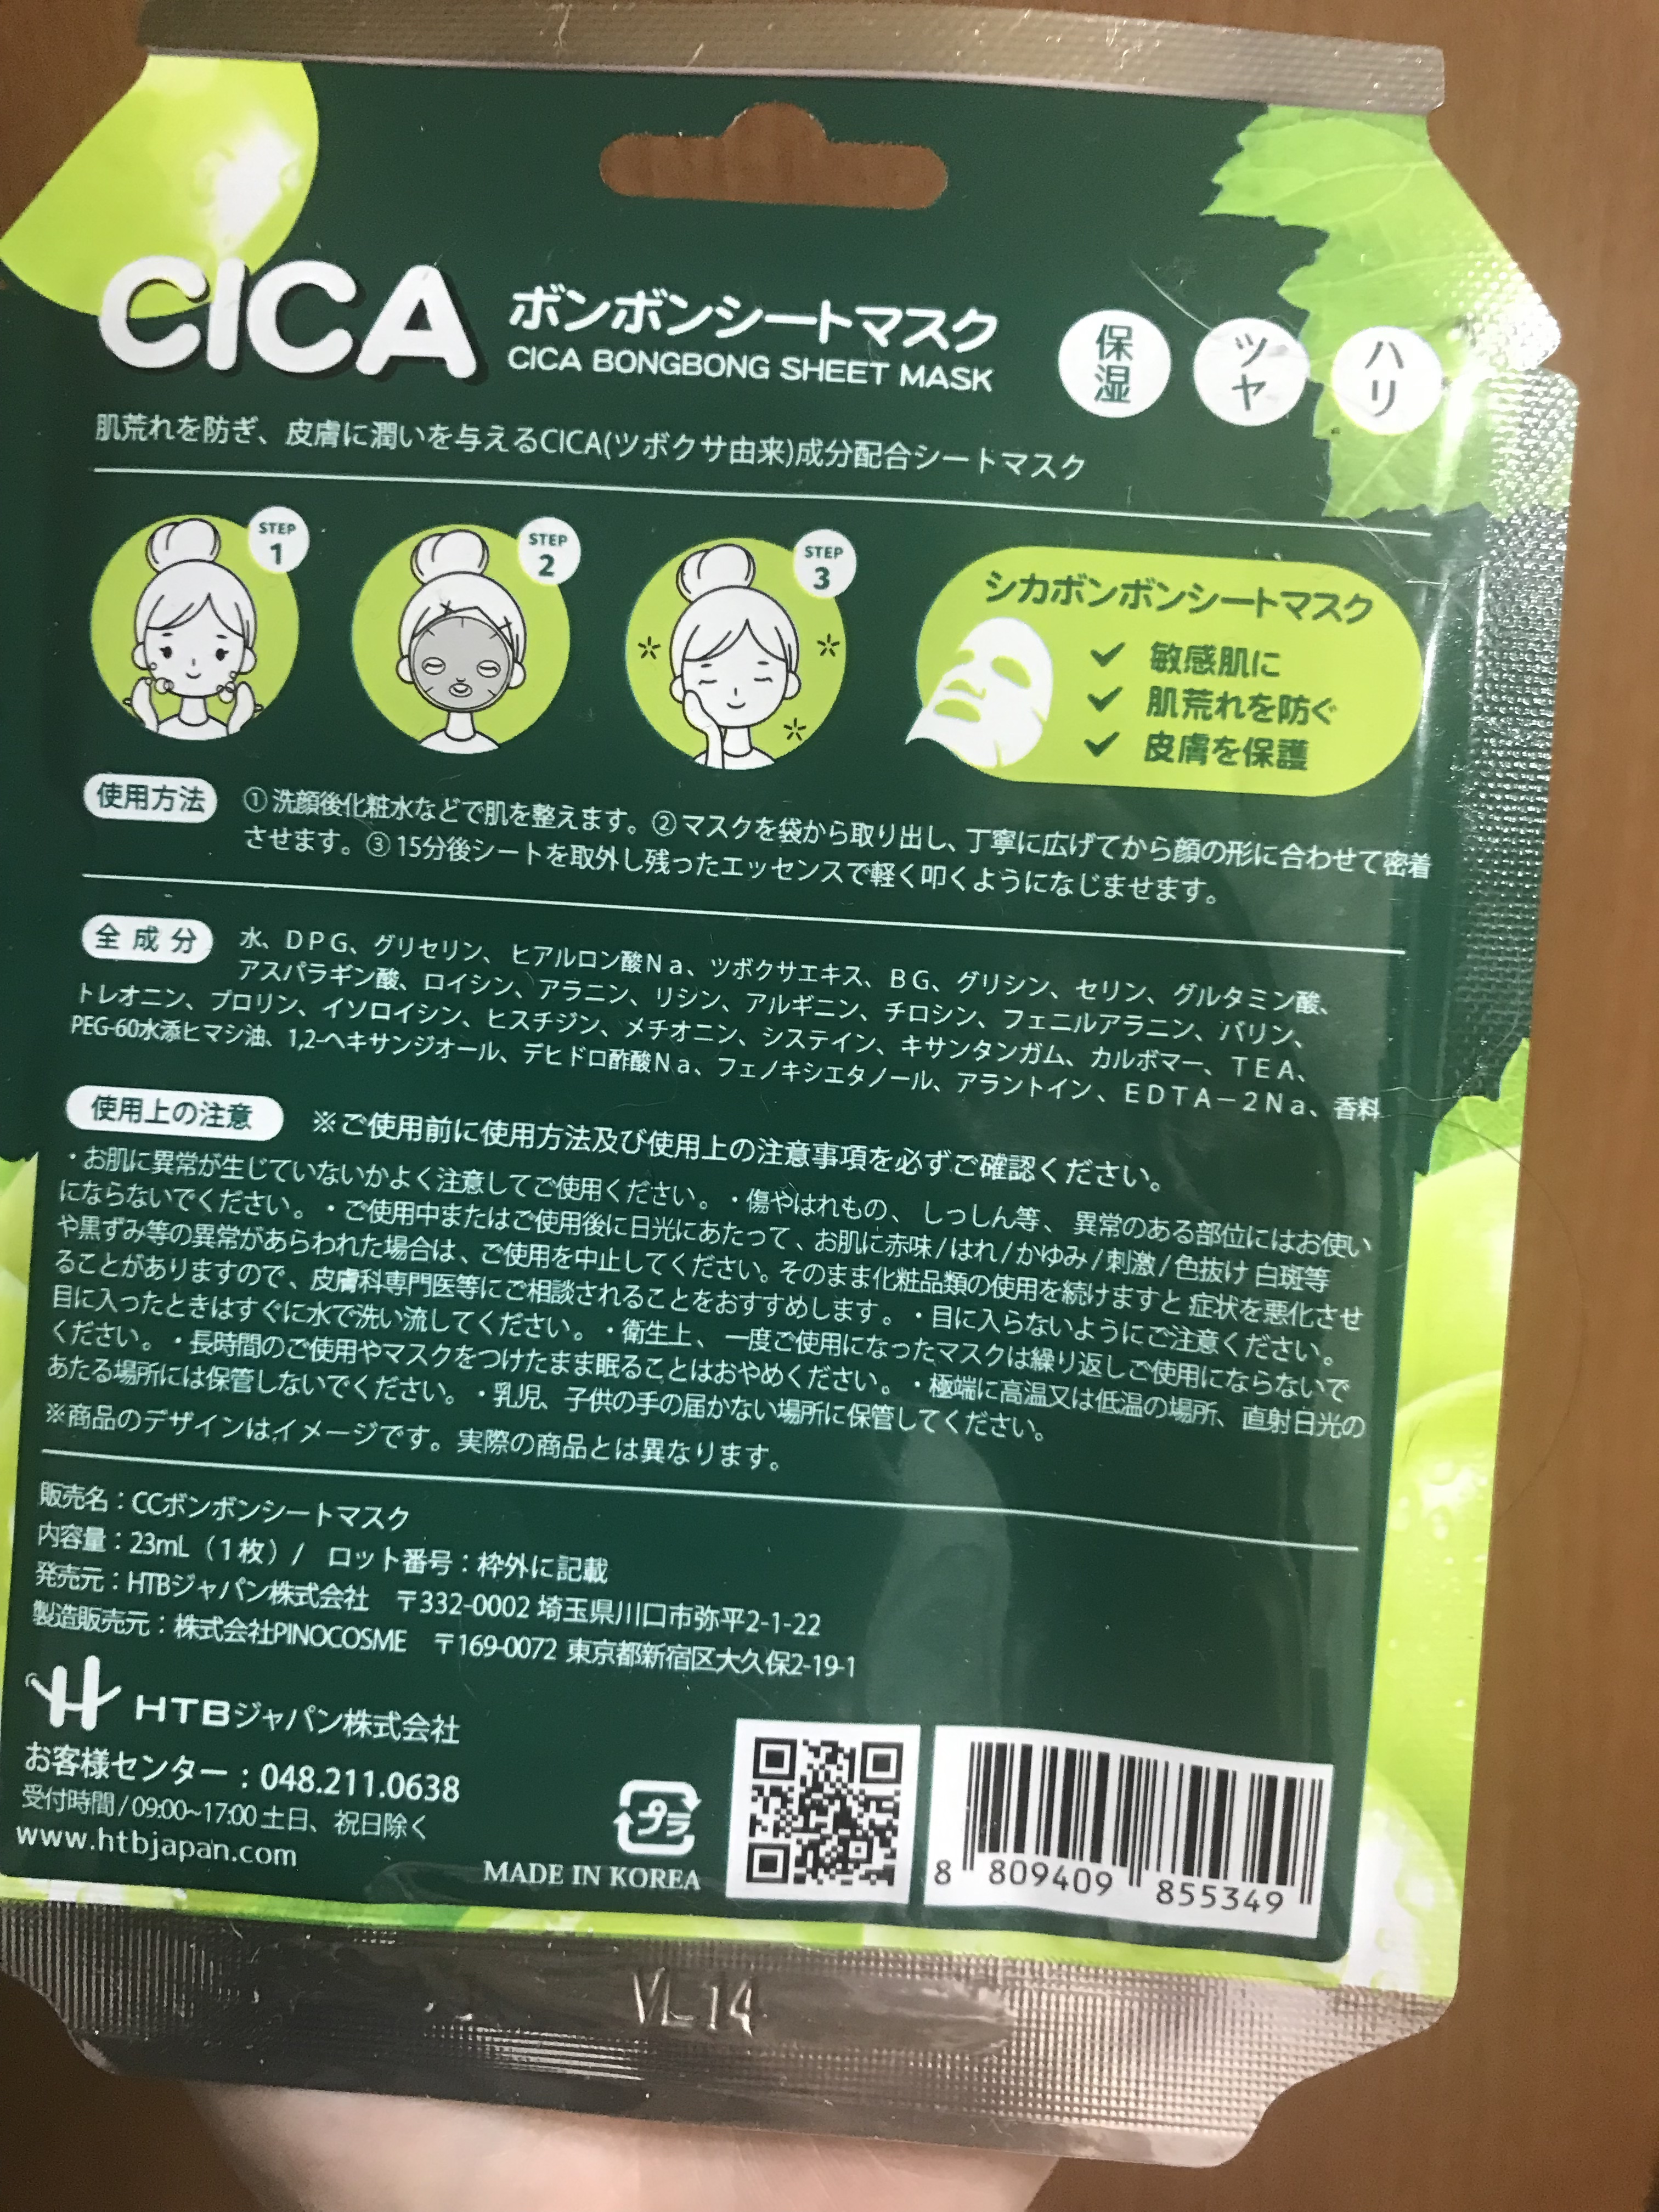 CICA ボンボンシートマスク
CICA BONGBONG SHEET MASK
保湿
ツヤ
ハリ
肌荒れを防ぎ、皮膚に潤いを与えるCICA(ツボクサ由来)成分配合シートマスク
STEP 1
STEP 2
STEP 3
シカボンボンシートマスク
✓ 敏感肌に
✓ 肌荒れを防ぐ
✓ 皮膚を保護
使用方法 ①洗顔後化粧水などで肌を整えます。②マスクを袋から取り出し、丁寧に広げてから顔の形に合わせて密着
させます。③15分後シートを取外し残ったエッセンスで軽く叩くようになじませます。
全成分 水、DPG、グリセリン、ヒアルロン酸Na、ツボクサエキス、BG、グリシン、セリン、グルタミン酸、
アスパラギン酸、ロイシン、アラニン、リシン、アルギニン、チロシン、フェニルアラニン、バリン、
トレオニン、プロリン、イソロイシン、ヒスチジン、メチオニン、システイン、キサンタンガム、カルボマー、TEA、
PEG-60水添ヒマシ油、1,2-ヘキサンジオール、デヒドロ酢酸Na、フェノキシエタノール、アラントイン、EDTA－2Na、香料
使用上の注意 ※ご使用前に使用方法及び使用上の注意事項を必ずご確認ください。
・お肌に異常が生じていないかよく注意してご使用ください。・傷やはれもの、しっしん等、異常のある部位にはお使い
にならないでください。・ご使用中またはご使用後に日光にあたって、お肌に赤味/はれ/かゆみ/刺激/色抜け 白斑等
や黒ずみ等の異常があらわれた場合は、ご使用を中止してください。そのまま化粧品類の使用を続けますと 症状を悪化させ
ることがありますので、皮膚科専門医等にご相談されることをおすすめします。・目に入らないようにご注意ください。
目に入ったときはすぐに水で洗い流してください。・衛生上、一度ご使用になったマスクは繰り返しご使用にならないで
ください。・長時間のご使用やマスクをつけたまま眠ることはおやめください。・極端に高温又は低温の場所、直射日光の
あたる場所には保管しないでください。・乳児、子供の手の届かない場所に保管してください。
※商品のデザインはイメージです。実際の商品とは異なります。
販売名：CCボンボンシートマスク
内容量：23mL（1枚）/ ロット番号：枠外に記載
発売元：HTBジャパン株式会社 〒332-0002 埼玉県川口市弥平2-1-22
製造販売元：株式会社PINOCOSME 〒169-0072 東京都新宿区大久保2-19-1
HTBジャパン株式会社
お客様センター：048.211.0638
受付時間/09:00~17:00 土日、祝日除く
www.htbjapan.com
プラ
MADE IN KOREA
8 809409 855349
VL14